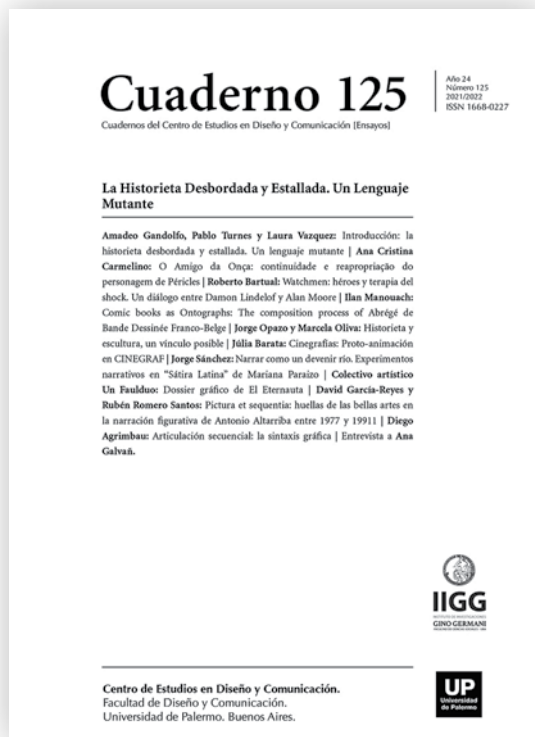 Cuaderno 125
Cuadernos del Centro de Estudios en Diseño y Comunicación [Ensayos]
Año 24
Número 125
2021/2022
ISSN 1668-0227
La Historieta Desbordada y Estallada. Un Lenguaje
Mutante
Amadeo Gandolfo, Pablo Turnes y Laura Vazquez: Introducción: la
historieta desbordada y estallada. Un lenguaje mutante | Ana Cristina
Carmelino: O Amigo da Onça: continuidade e reapropriação do
personagem de Péricles | Roberto Bartual: Watchmen: héroes y terapia del
shock. Un diálogo entre Damon Lindelof y Alan Moore | Ilan Manouach:
Comic books as Ontographs: The composition process of Abrégé de
Bande Dessinée Franco-Belge | Jorge Opazo y Marcela Oliva: Historieta y
escultura, un vínculo posible | Júlia Barata: Cinegrafías: Proto-animación
en CINEGRAF | Jorge Sánchez: Narrar como un devenir río. Experimentos
narrativos en “Sátira Latina” de Mariana Paraizo | Colectivo artístico
Un Faulduo: Dossier gráfico de El Eternauta | David García-Reyes y
Rubén Romero Santos: Pictura et sequentia: huellas de las bellas artes en
la narración figurativa de Antonio Altarriba entre 1977 y 19911 | Diego
Agrimbau: Articulación secuencial: la sintaxis gráfica | Entrevista a Ana
Galvañ.
IIGG
INSTITUTO DE INVESTIGACIONES
GINO GERMANI
Centro de Estudios en Diseño y Comunicación.
Facultad de Diseño y Comunicación.
Universidad de Palermo. Buenos Aires.
UP
Universidad
de Palermo